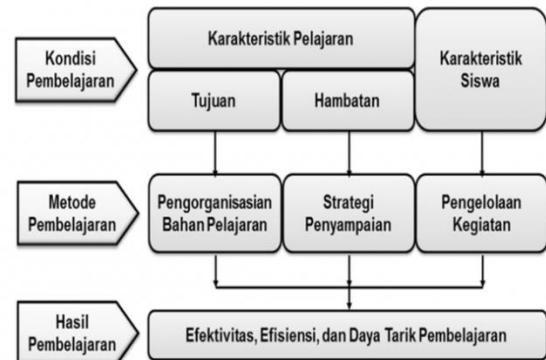 Kondisi
Pembelajaran
Karakteristik Pelajaran
Karakteristik
Siswa
Tujuan
Hambatan
Metode
Pembelajaran
Pengorganisasian
Bahan Pelajaran
Strategi
Penyampaian
Pengelolaan
Kegiatan
Hasil
Pembelajaran
Efektivitas, Efisiensi, dan Daya Tarik Pembelajaran